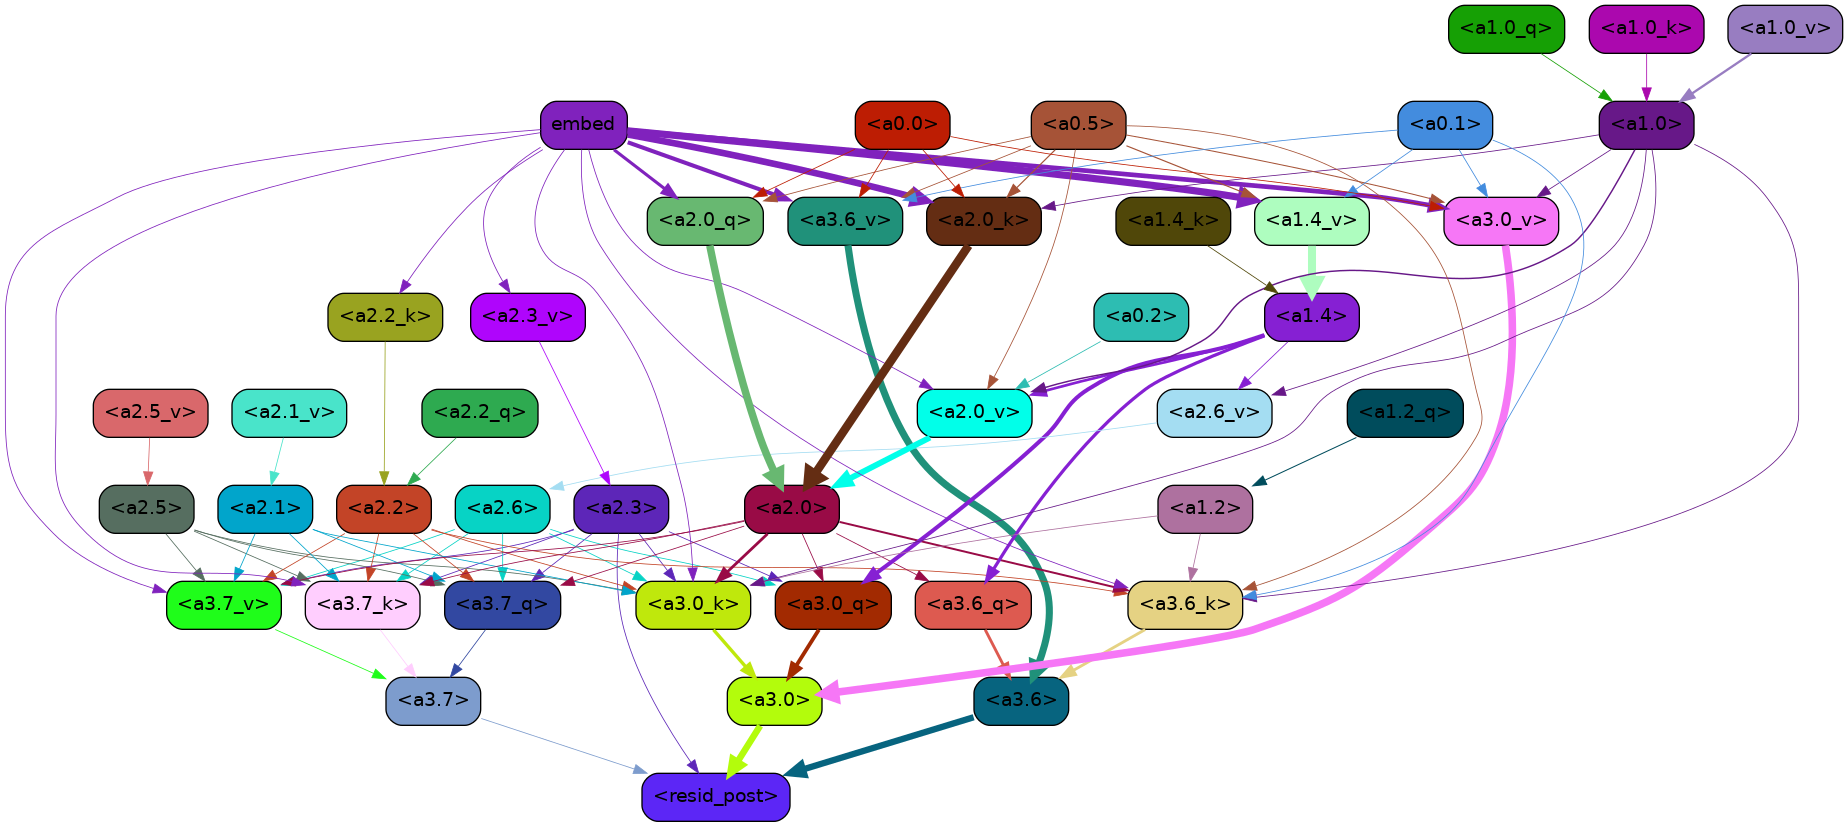 <a1.0_q> <a1.0_k> <a1.0_v>
embed <a0.0> <a0.5> <a0.1> <a1.0>
<a2.0_q> <a3.6_v> <a2.0_k> <a1.4_k> <a1.4_v> <a3.0_v>
<a2.2_k> <a2.3_v> <a0.2> <a1.4>
<a2.5_v> <a2.1_v> <a2.2_q> <a2.0_v> <a2.6_v> <a1.2_q>
<a2.5> <a2.1> <a2.2> <a2.6> <a2.3> <a2.0> <a1.2>
<a3.7_v> <a3.7_k> <a3.7_q> <a3.0_k> <a3.0_q> <a3.6_q> <a3.6_k>
<a3.7> <a3.0> <a3.6>
<resid_post>